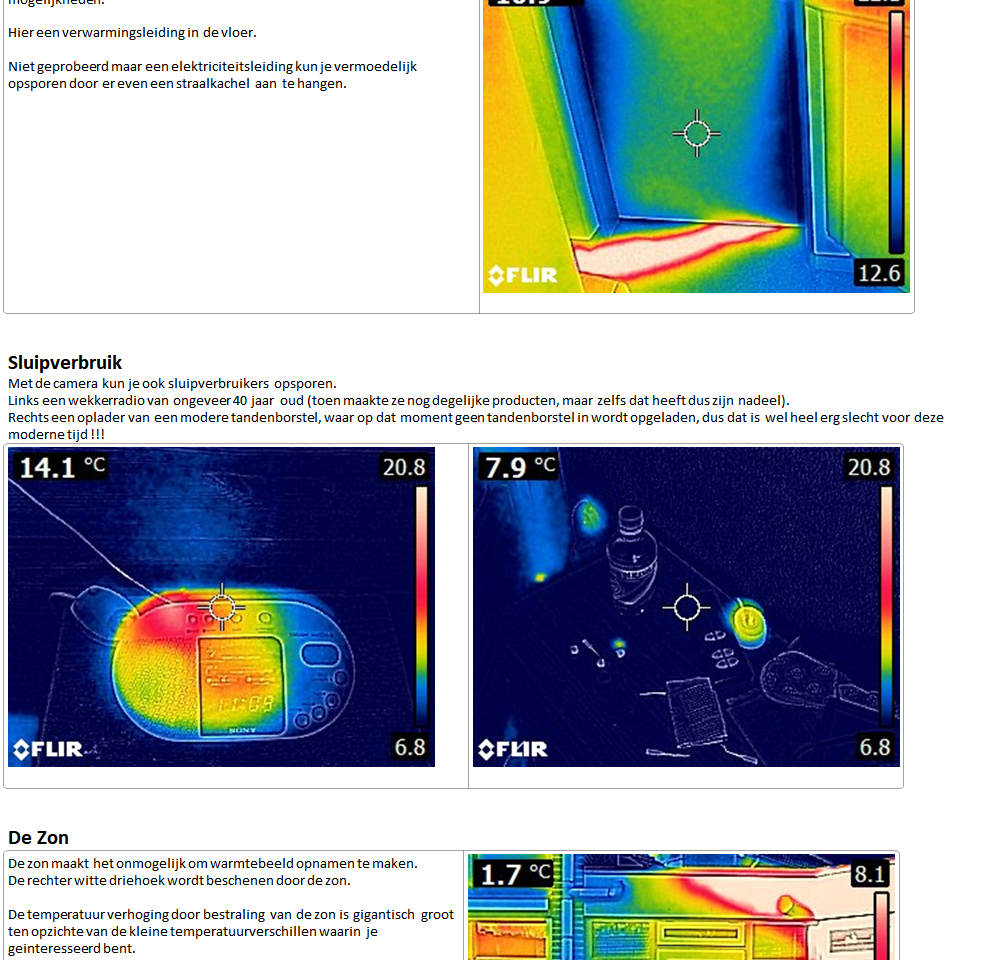 mogelijkheden.
Hier een verwarmingsleiding in de vloer.
Niet geprobeerd maar een elektriciteitsleiding kun je vermoedelijk
opsporen door er even een straalkachel aan te hangen.
FLIR
12.6
Sluipverbruik
Met de camera kun je ook sluipverbruikers opsporen.
Links een wekkerradio van ongeveer 40 jaar oud (toen maakte ze nog degelijke producten, maar zelfs dat heeft dus zijn nadeel).
Rechts een oplader van een modere tandenborstel, waar op dat moment geen tandenborstel in wordt opgeladen, dus dat is wel heel erg slecht voor deze
moderne tijd !!!
14.1 °C
20.8
SONY
FLIR
6.8
7.9 °C
20.8
FLIR
6.8
De Zon
De zon maakt het onmogelijk om warmtebeeld opnamen te maken.
De rechter witte driehoek wordt beschenen door de zon.
De temperatuur verhoging door bestraling van de zon is gigantisch groot
ten opzichte van de kleine temperatuurverschillen waarin je
geinteresseerd bent.
1.7 °C
8.1